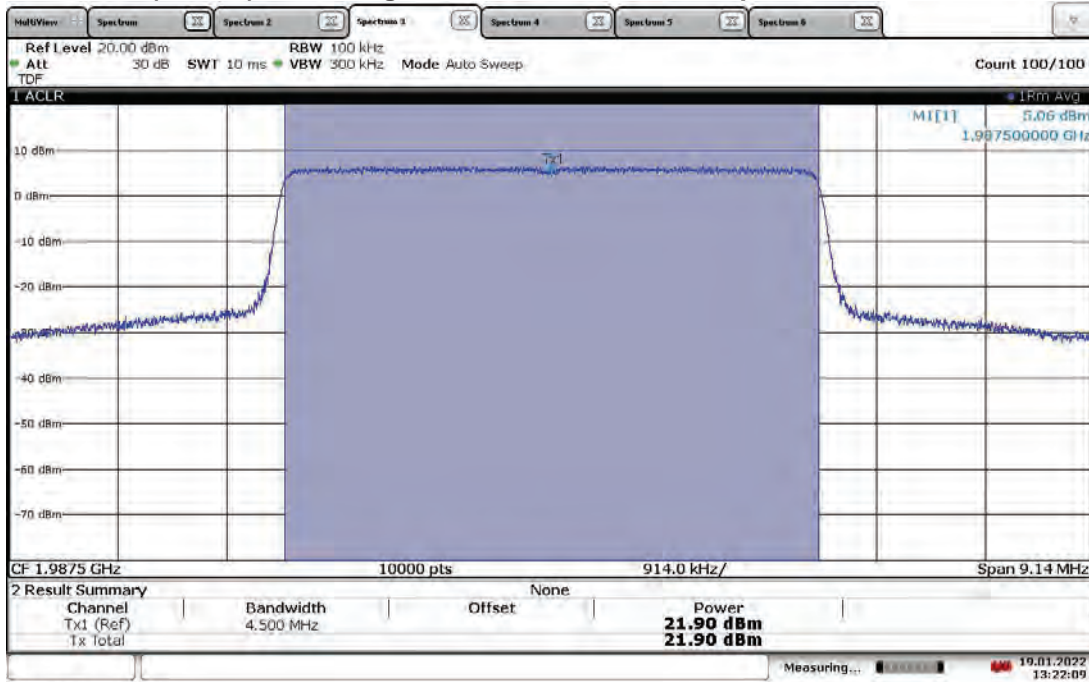 MultiView Spectrum Spectrum 2 Spectrum 3 Spectrum 4 Spectrum 5 Spectrum 6
Ref Level 20.00 dBm RBW 100 kHz
Att 30 dB SWT 10 ms VBW 300 kHz Mode Auto Sweep Count 100/100
TDF
1 ACLR 1Rm Avg
M1[1] 5.06 dBm
1.987500000 GHz
10 dBm
Tx1
0 dBm
-10 dBm
-20 dBm
-30 dBm
-40 dBm
-50 dBm
-60 dBm
-70 dBm
CF 1.9875 GHz 10000 pts 914.0 kHz/ Span 9.14 MHz
2 Result Summary None
Channel Bandwidth Offset Power
Tx1 (Ref) 4.500 MHz 21.90 dBm
Tx Total 21.90 dBm
Measuring... 19.01.2022
13:22:09